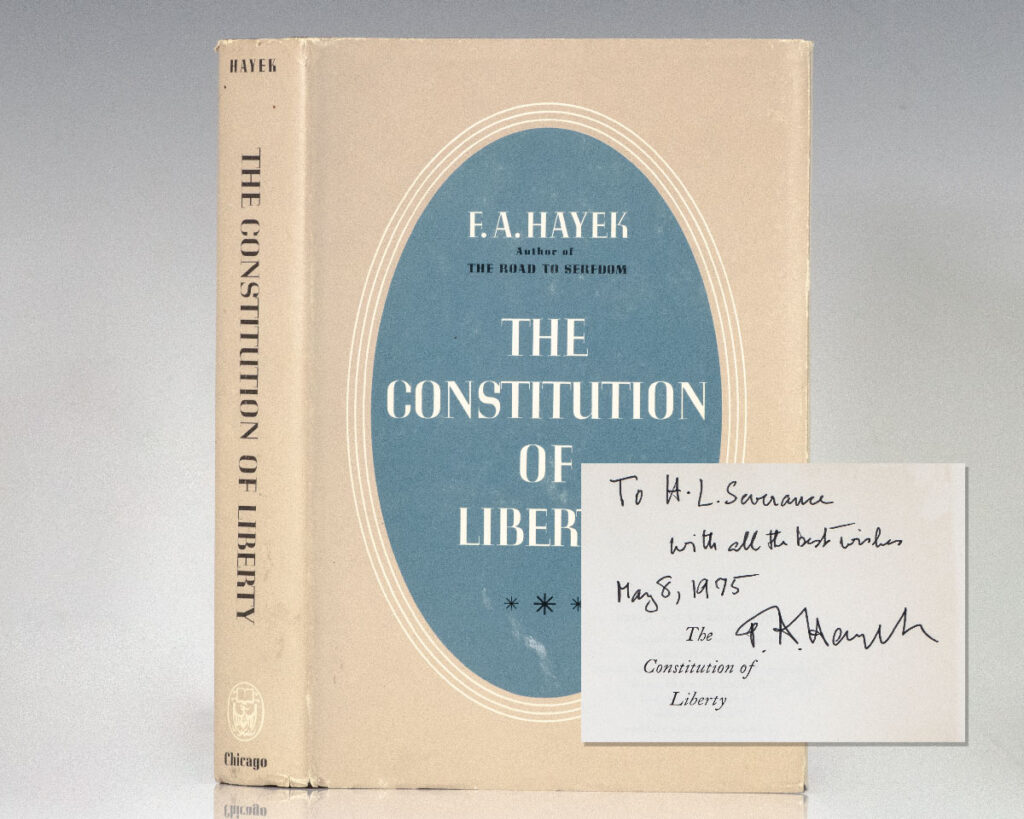 HAYEK
THE CONSTITUTION OF LIBERTY
Chicago
F. A. HAYEK
Author of
THE ROAD TO SERFDOM
THE
CONSTITUTION
OF
LIBERT
To H. L. Severance
with all the best wishes
May 8, 1975
F. A. Hayek
The
Constitution of
Liberty